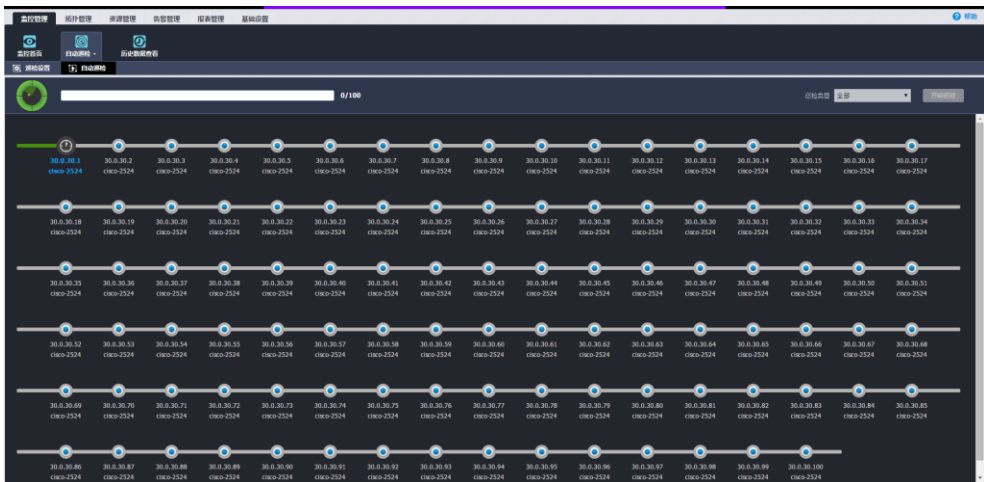 监控管理 拓扑管理 资源管理 告警管理 报表管理 基础设置 帮助
监控首页 自动巡检 历史数据查看
巡检设置 自动巡检
0/100 巡检类型 全部 开始巡检
30.0.30.1 30.0.30.2 30.0.30.3 30.0.30.4 30.0.30.5 30.0.30.6 30.0.30.7 30.0.30.8 30.0.30.9 30.0.30.10 30.0.30.11 30.0.30.12 30.0.30.13 30.0.30.14 30.0.30.15 30.0.30.16 30.0.30.17
cisco-2524 cisco-2524 cisco-2524 cisco-2524 cisco-2524 cisco-2524 cisco-2524 cisco-2524 cisco-2524 cisco-2524 cisco-2524 cisco-2524 cisco-2524 cisco-2524 cisco-2524 cisco-2524 cisco-2524
30.0.30.18 30.0.30.19 30.0.30.20 30.0.30.21 30.0.30.22 30.0.30.23 30.0.30.24 30.0.30.25 30.0.30.26 30.0.30.27 30.0.30.28 30.0.30.29 30.0.30.30 30.0.30.31 30.0.30.32 30.0.30.33 30.0.30.34
cisco-2524 cisco-2524 cisco-2524 cisco-2524 cisco-2524 cisco-2524 cisco-2524 cisco-2524 cisco-2524 cisco-2524 cisco-2524 cisco-2524 cisco-2524 cisco-2524 cisco-2524 cisco-2524 cisco-2524
30.0.30.35 30.0.30.36 30.0.30.37 30.0.30.38 30.0.30.39 30.0.30.40 30.0.30.41 30.0.30.42 30.0.30.43 30.0.30.44 30.0.30.45 30.0.30.46 30.0.30.47 30.0.30.48 30.0.30.49 30.0.30.50 30.0.30.51
cisco-2524 cisco-2524 cisco-2524 cisco-2524 cisco-2524 cisco-2524 cisco-2524 cisco-2524 cisco-2524 cisco-2524 cisco-2524 cisco-2524 cisco-2524 cisco-2524 cisco-2524 cisco-2524 cisco-2524
30.0.30.52 30.0.30.53 30.0.30.54 30.0.30.55 30.0.30.56 30.0.30.57 30.0.30.58 30.0.30.59 30.0.30.60 30.0.30.61 30.0.30.62 30.0.30.63 30.0.30.64 30.0.30.65 30.0.30.66 30.0.30.67 30.0.30.68
cisco-2524 cisco-2524 cisco-2524 cisco-2524 cisco-2524 cisco-2524 cisco-2524 cisco-2524 cisco-2524 cisco-2524 cisco-2524 cisco-2524 cisco-2524 cisco-2524 cisco-2524 cisco-2524 cisco-2524
30.0.30.69 30.0.30.70 30.0.30.71 30.0.30.72 30.0.30.73 30.0.30.74 30.0.30.75 30.0.30.76 30.0.30.77 30.0.30.78 30.0.30.79 30.0.30.80 30.0.30.81 30.0.30.82 30.0.30.83 30.0.30.84 30.0.30.85
cisco-2524 cisco-2524 cisco-2524 cisco-2524 cisco-2524 cisco-2524 cisco-2524 cisco-2524 cisco-2524 cisco-2524 cisco-2524 cisco-2524 cisco-2524 cisco-2524 cisco-2524 cisco-2524 cisco-2524
30.0.30.86 30.0.30.87 30.0.30.88 30.0.30.89 30.0.30.90 30.0.30.91 30.0.30.92 30.0.30.93 30.0.30.94 30.0.30.95 30.0.30.96 30.0.30.97 30.0.30.98 30.0.30.99 30.0.30.100
cisco-2524 cisco-2524 cisco-2524 cisco-2524 cisco-2524 cisco-2524 cisco-2524 cisco-2524 cisco-2524 cisco-2524 cisco-2524 cisco-2524 cisco-2524 cisco-2524 cisco-2524